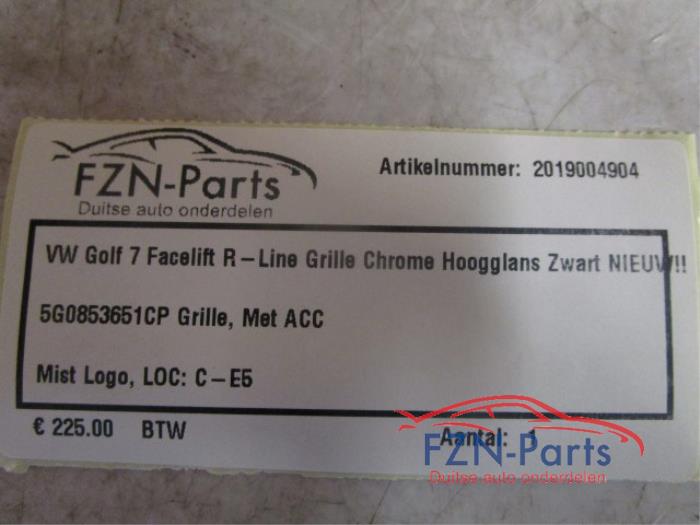 FZN-Parts
Duitse auto onderdelen
Artikelnummer: 2019004904
VW Golf 7 Facelift R-Line Grille Chrome Hoogglans Zwart NIEUW!!
5G0853651CP Grille, Met ACC
Mist Logo, LOC: C-E5
€ 225.00 BTW
Aantal: 1
FZN-Parts
Duitse auto onderdelen